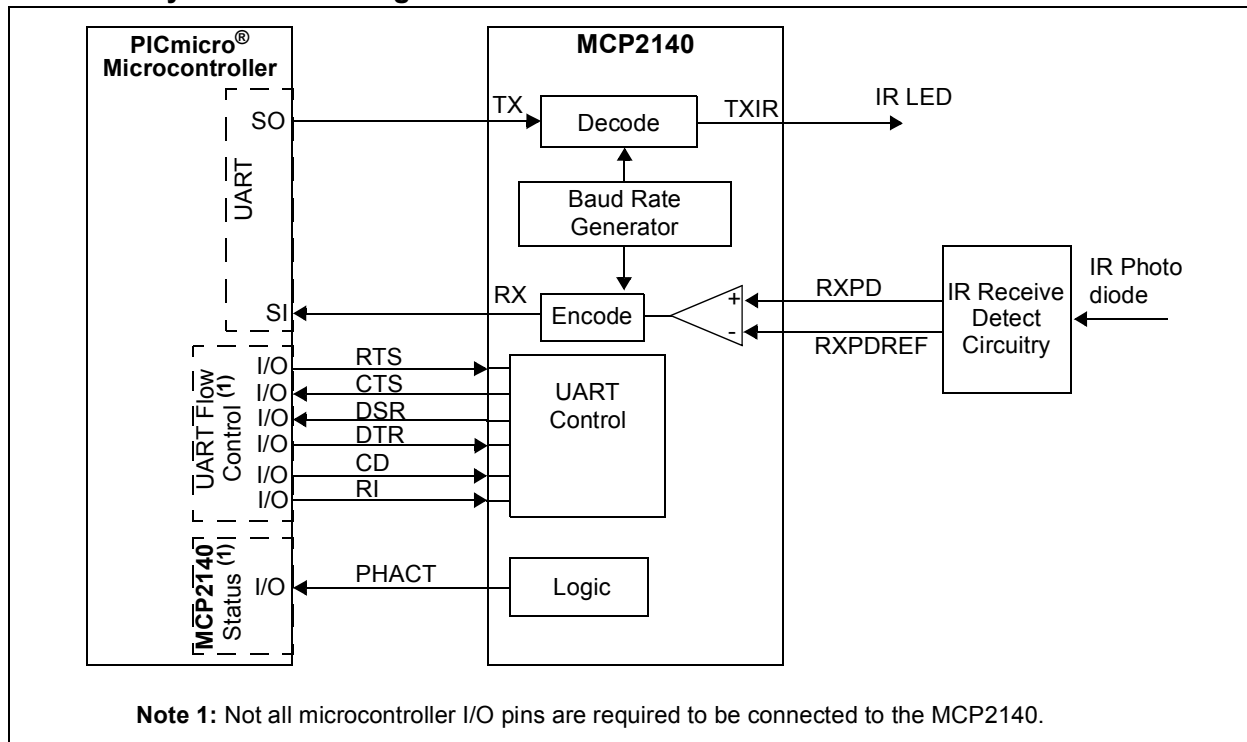 PICmicro®
Microcontroller
MCP2140
SO
TX
Decode
TXIR
IR LED
UART
Baud Rate
Generator
SI
RX
Encode
+
-
RXPD
RXPDREF
IR Receive
Detect
Circuitry
IR Photo
diode
UART Flow
Control (1)
I/O
RTS
I/O
CTS
I/O
DSR
I/O
DTR
I/O
CD
I/O
RI
UART
Control
MCP2140
Status (1)
I/O
PHACT
Logic
Note 1: Not all microcontroller I/O pins are required to be connected to the MCP2140.